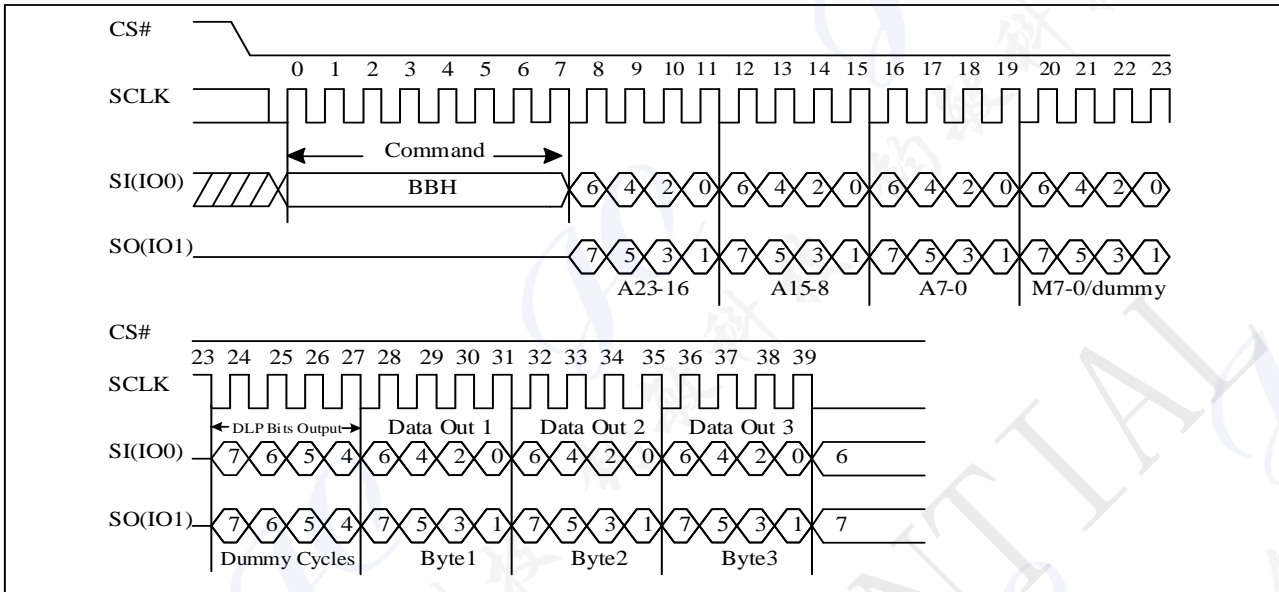 CS#
0 1 2 3 4 5 6 7 8 9 10 11 12 13 14 15 16 17 18 19 20 21 22 23
SCLK
Command
SI(IO0) BBH 6 4 2 0 6 4 2 0 6 4 2 0 6 4 2 0
SO(IO1) 7 5 3 1 7 5 3 1 7 5 3 1 7 5 3 1
A23-16 A15-8 A7-0 M7-0/dummy
CS#
23 24 25 26 27 28 29 30 31 32 33 34 35 36 37 38 39
SCLK
DLP Bits Output Data Out 1 Data Out 2 Data Out 3
SI(IO0) 7 6 5 4 6 4 2 0 6 4 2 0 6 4 2 0 6
SO(IO1) 7 6 5 4 7 5 3 1 7 5 3 1 7 5 3 1 7
Dummy Cycles Byte1 Byte2 Byte3
NTIAL